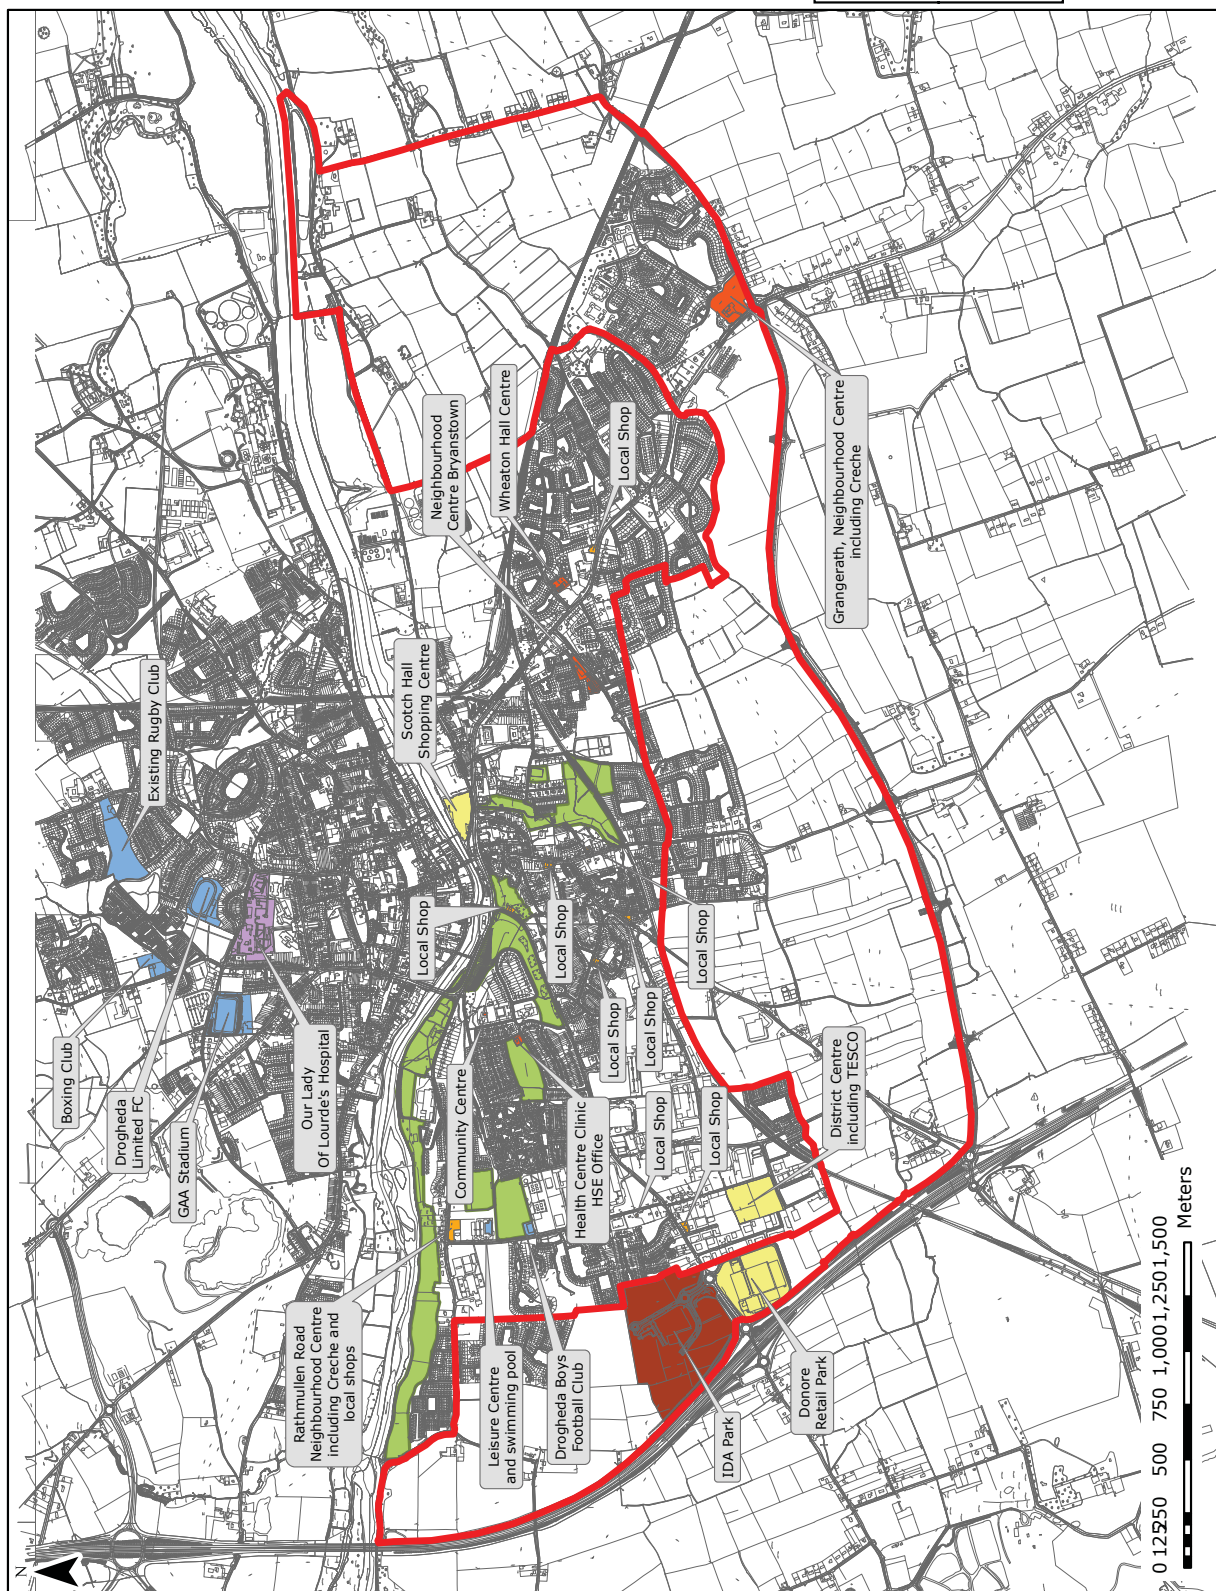 N
Boxing Club
Drogheda
Limited FC
GAA Stadium
Our Lady
Of Lourde's Hospital
Existing Rugby Club
Rathmullen Road
Neighbourhood Centre
including Creche and
local shops
Leisure Centre
and swimming pool
Drogheda Boys
Football Club
Community Centre
Health Centre Clinic
HSE Office
Local Shop
Local Shop
Local Shop
Local Shop
Local Shop
Local Shop
Local Shop
Scotch Hall
Shopping Centre
Neighbourhood
Centre Bryanstown
Wheaton Hall Centre
Local Shop
IDA Park
Donore
Retail Park
District Centre
including TESCO
Grangerath, Neighbourhood Centre
including Creche
0 125250 500 750 1,0001,2501,500
Meters